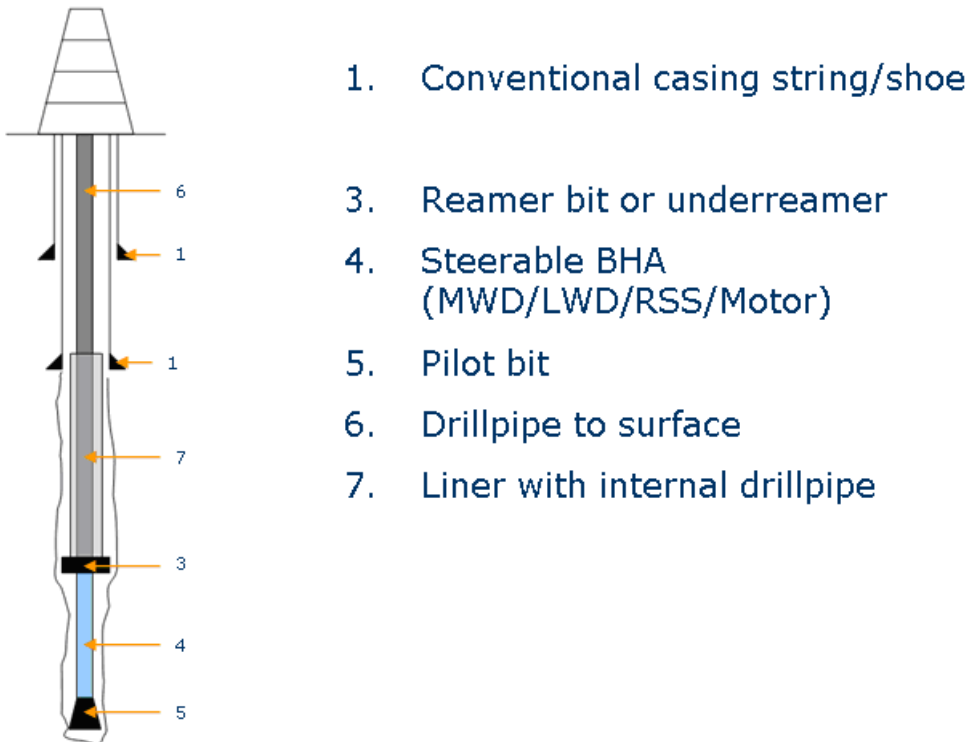 1. Conventional casing string/shoe
3. Reamer bit or underreamer
4. Steerable BHA
(MWD/LWD/RSS/Motor)
5. Pilot bit
6. Drillpipe to surface
7. Liner with internal drillpipe
6
1
1
7
3
4
5